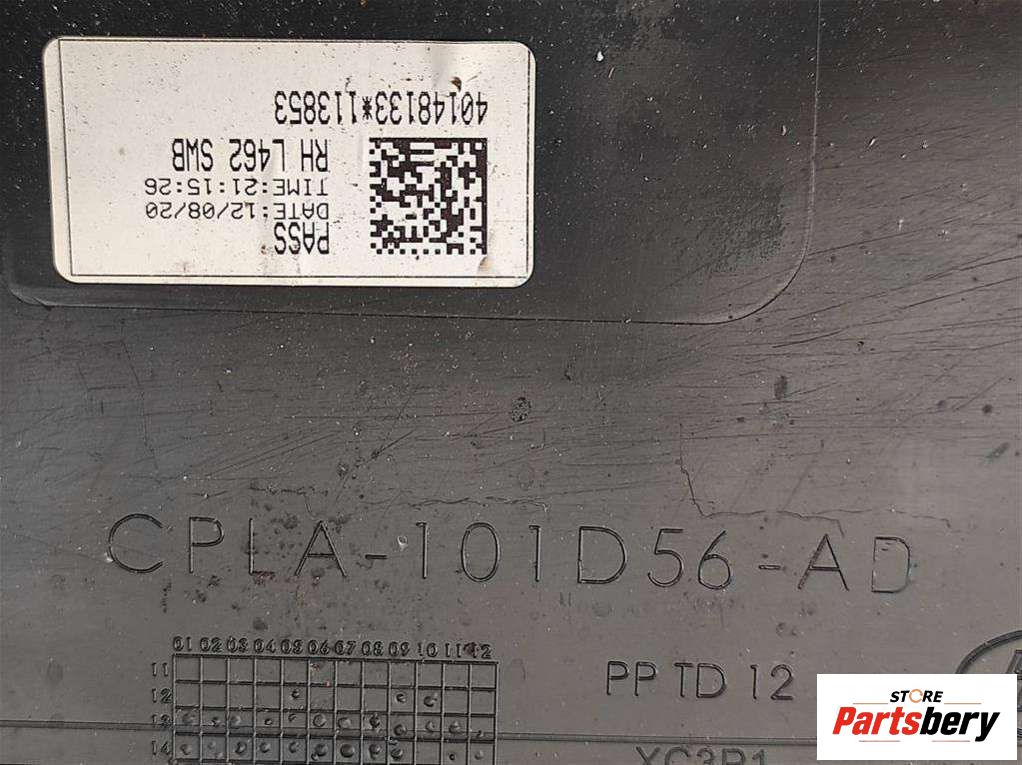 PASS
DATE:12/08/20
TIME:21:15:26
RH L462 SWB
40148133*113853
CPLA-101D56-AD
01 02 03 04 05 06 07 08 09 10 11 12
11
12
13
14
PP TD 12
STORE
Partsbery